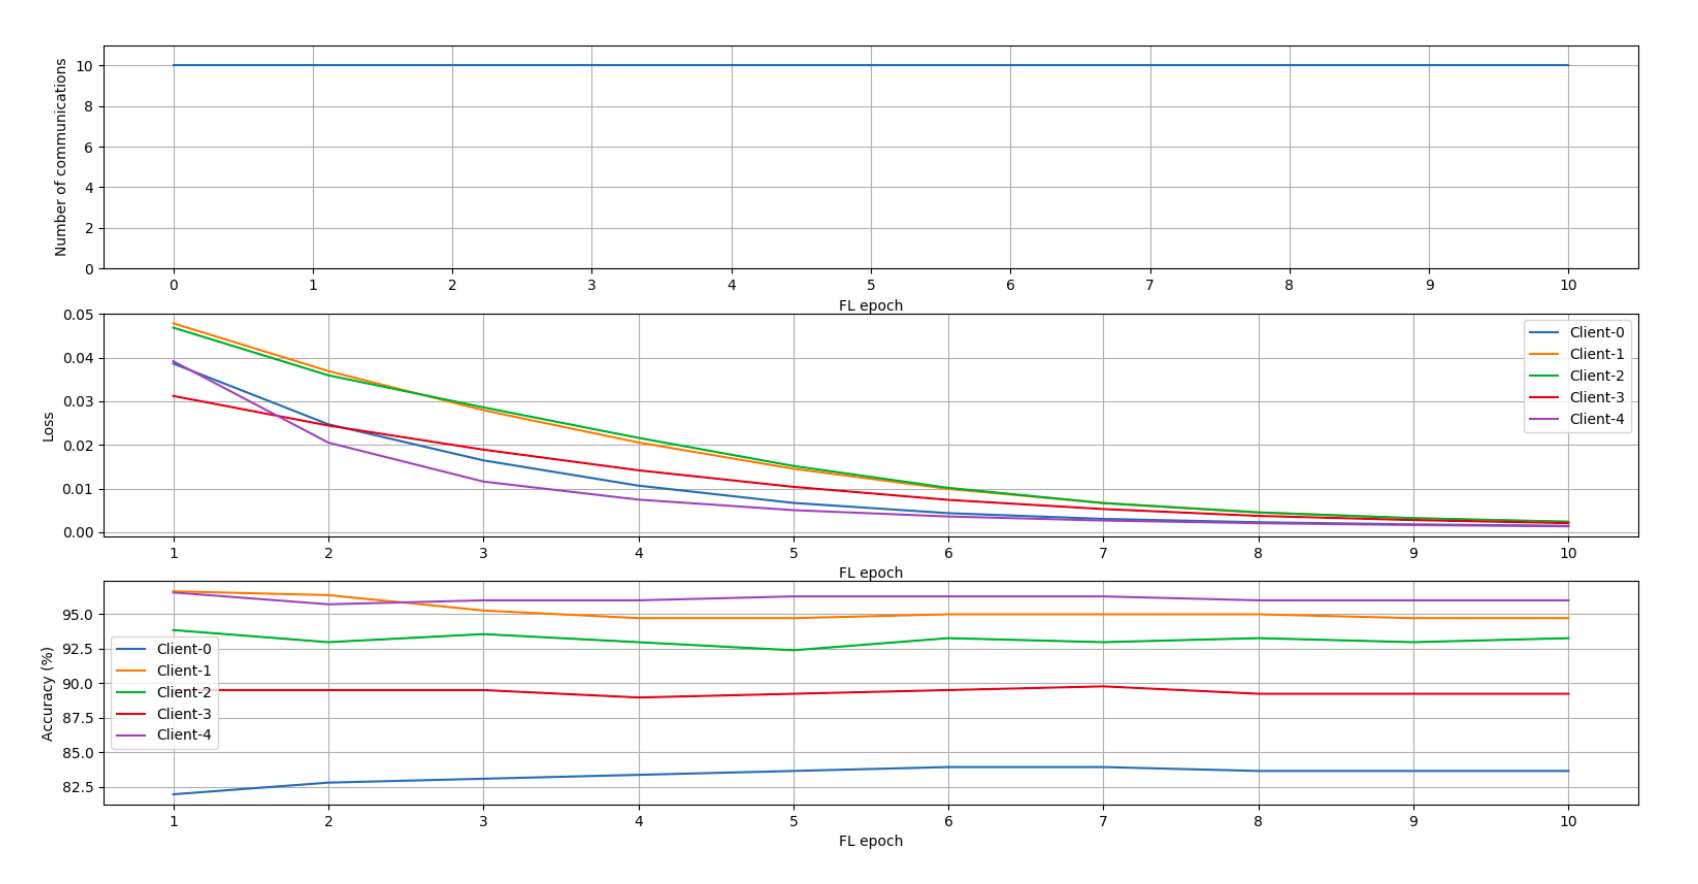 Number of communications
10
8
6
4
2
0
0 1 2 3 4 5 6 7 8 9 10
FL epoch
Loss
0.05
0.04
0.03
0.02
0.01
0.00
Client-0
Client-1
Client-2
Client-3
Client-4
1 2 3 4 5 6 7 8 9 10
FL epoch
Accuracy (%)
95.0
92.5
90.0
87.5
85.0
82.5
Client-0
Client-1
Client-2
Client-3
Client-4
1 2 3 4 5 6 7 8 9 10
FL epoch